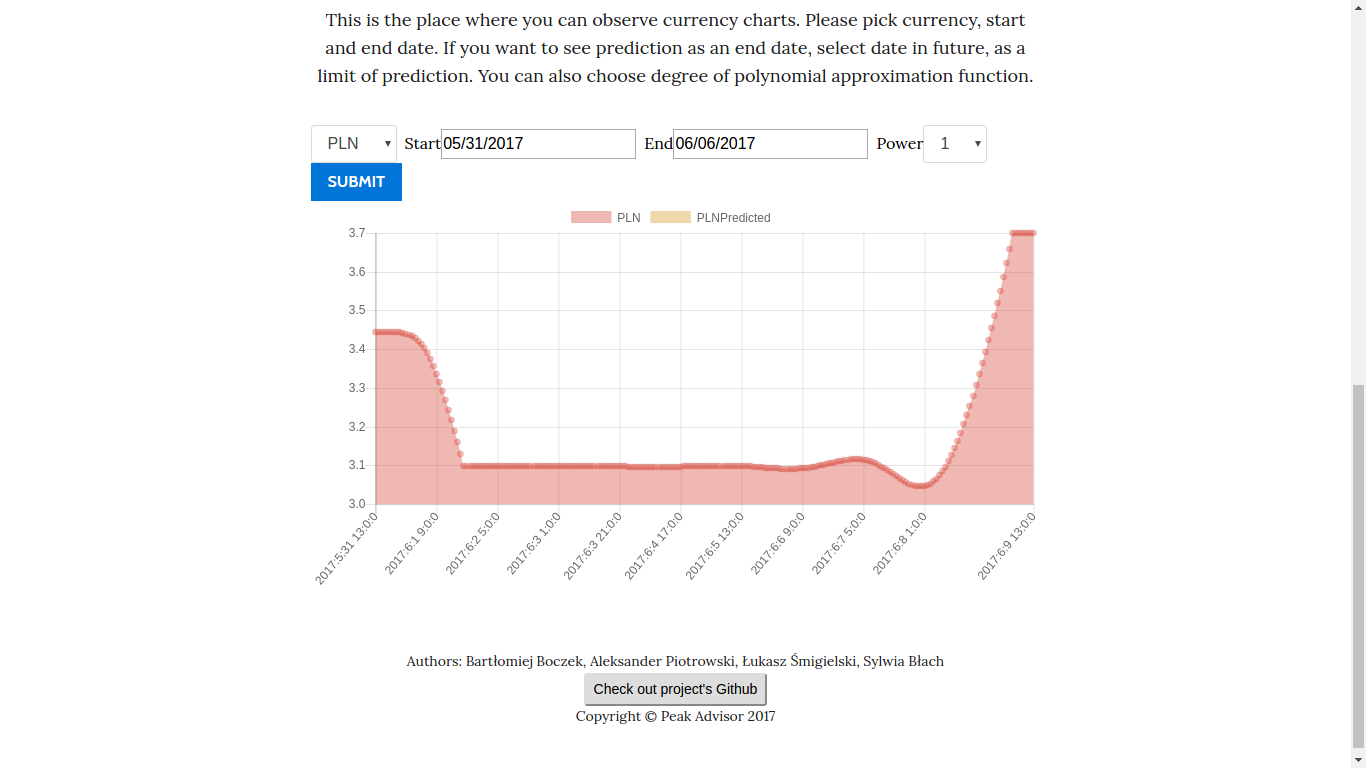 This is the place where you can observe currency charts. Please pick currency, start
and end date. If you want to see prediction as an end date, select date in future, as a
limit of prediction. You can also choose degree of polynomial approximation function.
PLN Start 05/31/2017 End 06/06/2017 Power 1
SUBMIT
PLN PLNPredicted
3.7
3.6
3.5
3.4
3.3
3.2
3.1
3.0
2017:5:31 13:0:0
2017:6:1 9:0:0
2017:6:2 5:0:0
2017:6:3 1:0:0
2017:6:3 21:0:0
2017:6:4 17:0:0
2017:6:5 13:0:0
2017:6:6 9:0:0
2017:6:7 5:0:0
2017:6:8 1:0:0
2017:6:9 13:0:0
Authors: Bartłomiej Boczek, Aleksander Piotrowski, Łukasz Śmigielski, Sylwia Błach
Check out project's Github
Copyright © Peak Advisor 2017